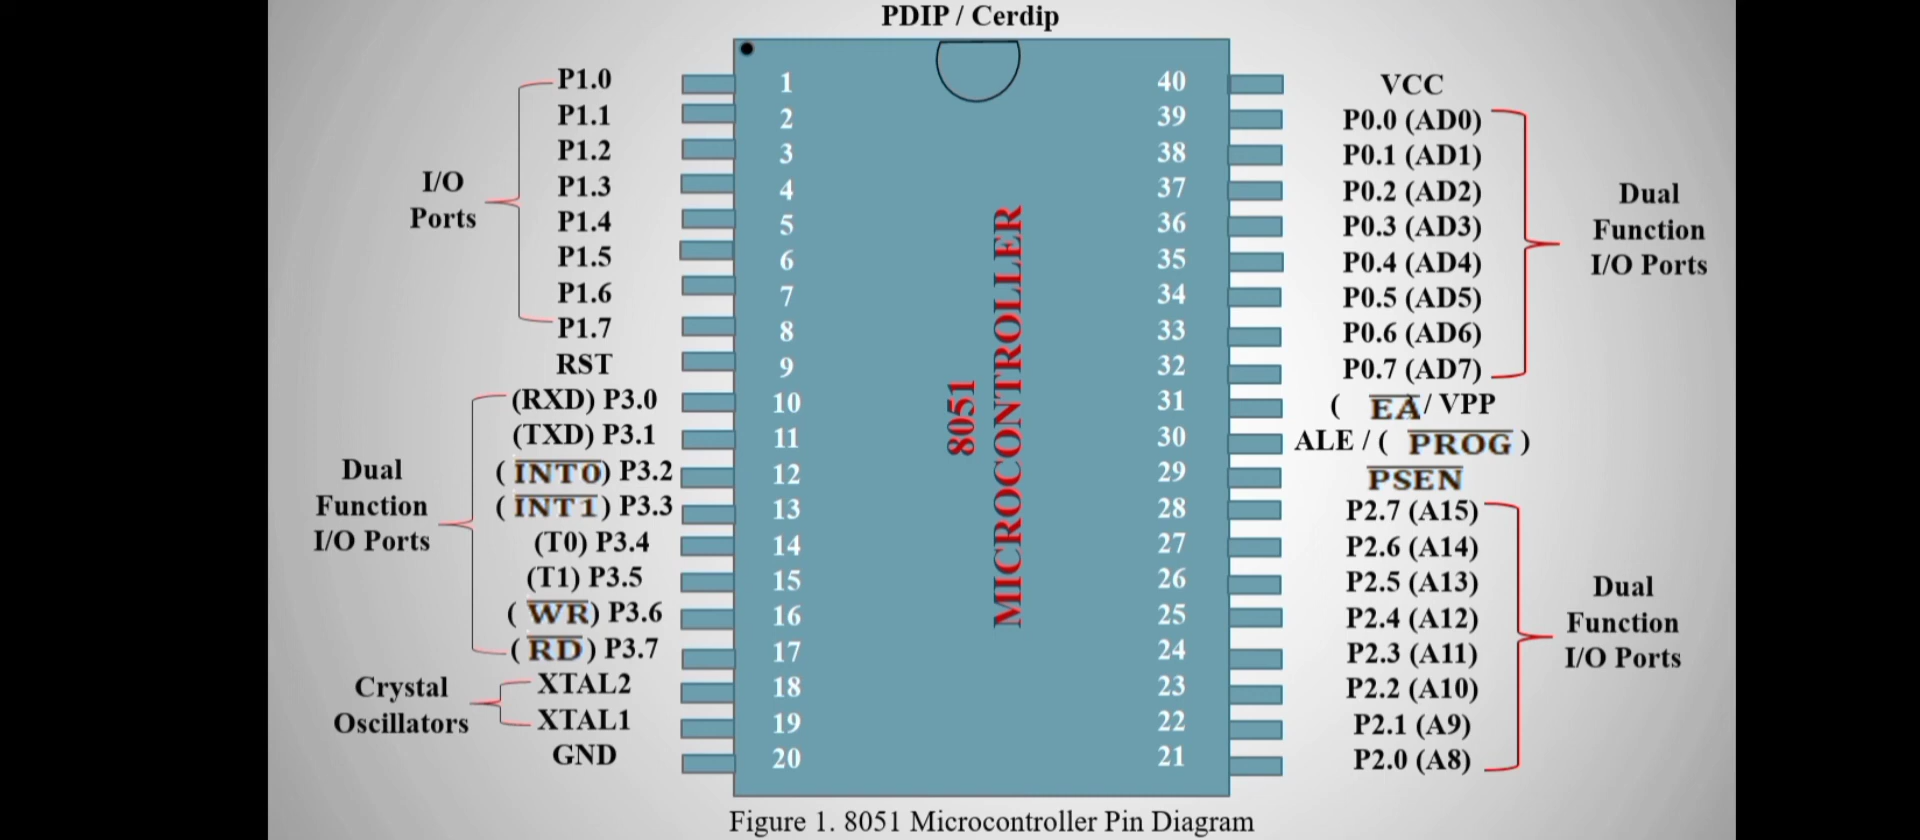 PDIP / Cerdip
P1.0 1 40 VCC
P1.1 2 39 P0.0 (AD0)
P1.2 3 38 P0.1 (AD1)
I/O
Ports
P1.3 4 37 P0.2 (AD2)
P1.4 5 36 P0.3 (AD3)
P1.5 6 35 P0.4 (AD4)
P1.6 7 34 P0.5 (AD5)
P1.7 8 33 P0.6 (AD6)
Dual
Function
I/O Ports
RST 9 32 P0.7 (AD7)
(RXD) P3.0 10 31 ( E̅A̅/ VPP
(TXD) P3.1 11 30 ALE / ( P̅R̅O̅G̅ )
( I̅N̅T̅0̅) P3.2 12 29 P̅S̅E̅N̅
( I̅N̅T̅1̅) P3.3 13 28 P2.7 (A15)
Dual
Function
I/O Ports
(T0) P3.4 14 27 P2.6 (A14)
(T1) P3.5 15 26 P2.5 (A13)
( W̅R̅) P3.6 16 25 P2.4 (A12)
( R̅D̅) P3.7 17 24 P2.3 (A11)
Dual
Function
I/O Ports
Crystal
Oscillators
XTAL2 18 23 P2.2 (A10)
XTAL1 19 22 P2.1 (A9)
GND 20 21 P2.0 (A8)
8051
MICROCONTROLLER
Figure 1. 8051 Microcontroller Pin Diagram